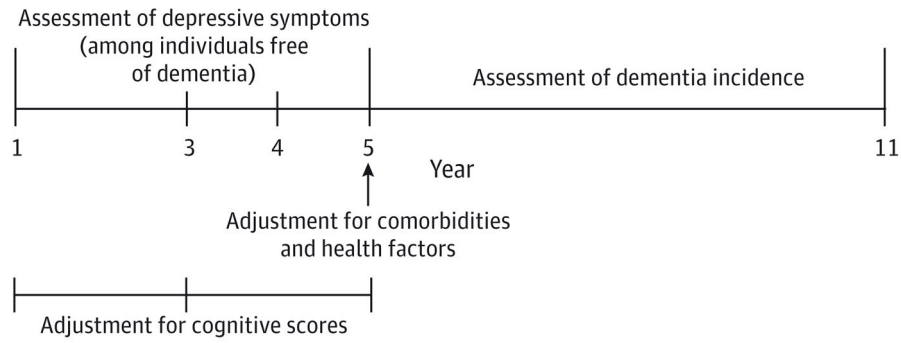 Assessment of depressive symptoms
(among individuals free
of dementia)
Assessment of dementia incidence
1
3
4
5
11
Year
Adjustment for comorbidities
and health factors
Adjustment for cognitive scores